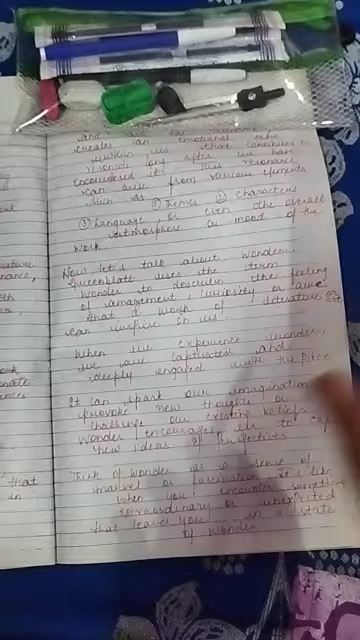 creates an emotional echo
within us that continues to
resonate long after we have
encountered it. This resonance
can arise from various elements
such as ① Themes ② Characters
③ Language, or even the overall
atmosphere or mood of the
work.
Now, let's talk about Wonder.
Greenblatt uses the term
wonder to describe the feeling
of amazement, curiosity or awe
that a work of literature or art
can inspire in us.
When we experience wonder,
we are captivated and
deeply engaged with the piece
It can spark our imagination
provoke new thoughts or
challenge our existing beliefs.
Wonder encourages us to
new ideas & perspectives
Think of wonder as a sense of
marvel or fascination. It's like
when you encounter something
extraordinary or unexpected
that leaves you in a state
of wonder
that
in